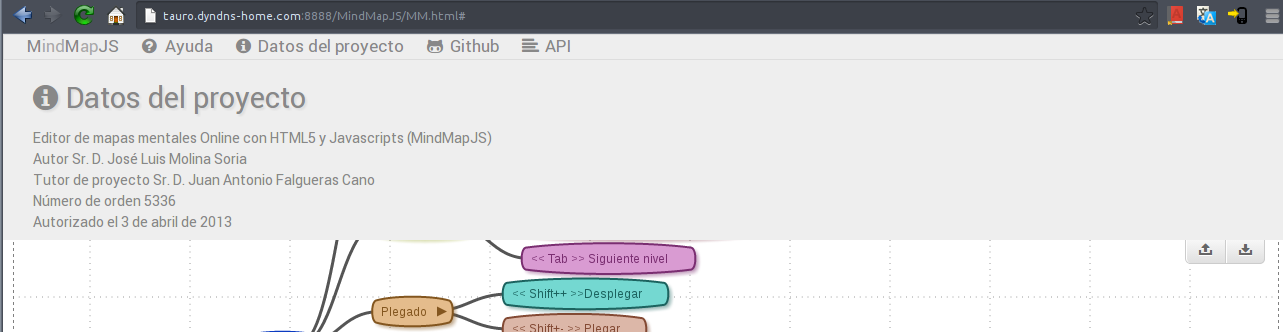 tauro.dyndns-home.com:8888/MindMapJS/MM.html#
MindMapJS Ayuda Datos del proyecto Github API
Datos del proyecto
Editor de mapas mentales Online con HTML5 y Javascripts (MindMapJS)
Autor Sr. D. José Luis Molina Soria
Tutor de proyecto Sr. D. Juan Antonio Falgueras Cano
Número de orden 5336
Autorizado el 3 de abril de 2013
<< Tab >> Siguiente nivel
<< Shift++ >>Desplegar
Plegado
<< Shift+- >> Plegar